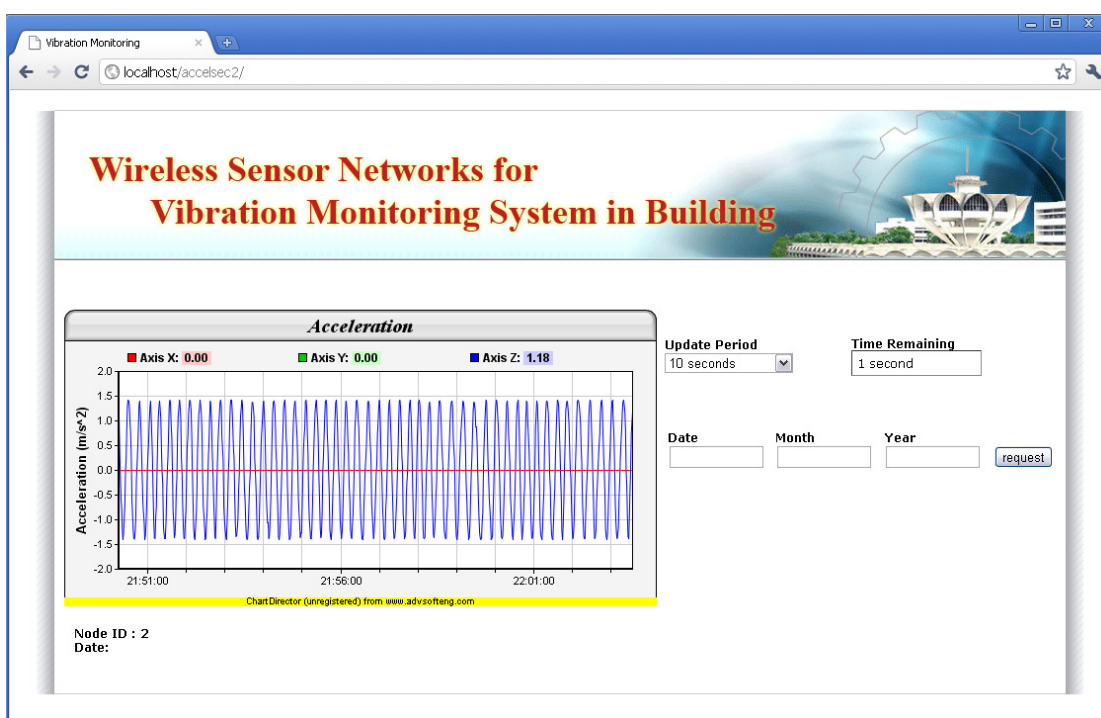 Vibration Monitoring
localhost/accelsec2/
Wireless Sensor Networks for
Vibration Monitoring System in Building
Acceleration
Axis X: 0.00 Axis Y: 0.00 Axis Z: 1.18
Acceleration (m/s^2)
2.0
1.5
1.0
0.5
0.0
-0.5
-1.0
-1.5
-2.0
21:51:00 21:56:00 22:01:00
ChartDirector (unregistered) from www.advsofteng.com
Update Period Time Remaining
10 seconds 1 second
Date Month Year
request
Node ID : 2
Date: